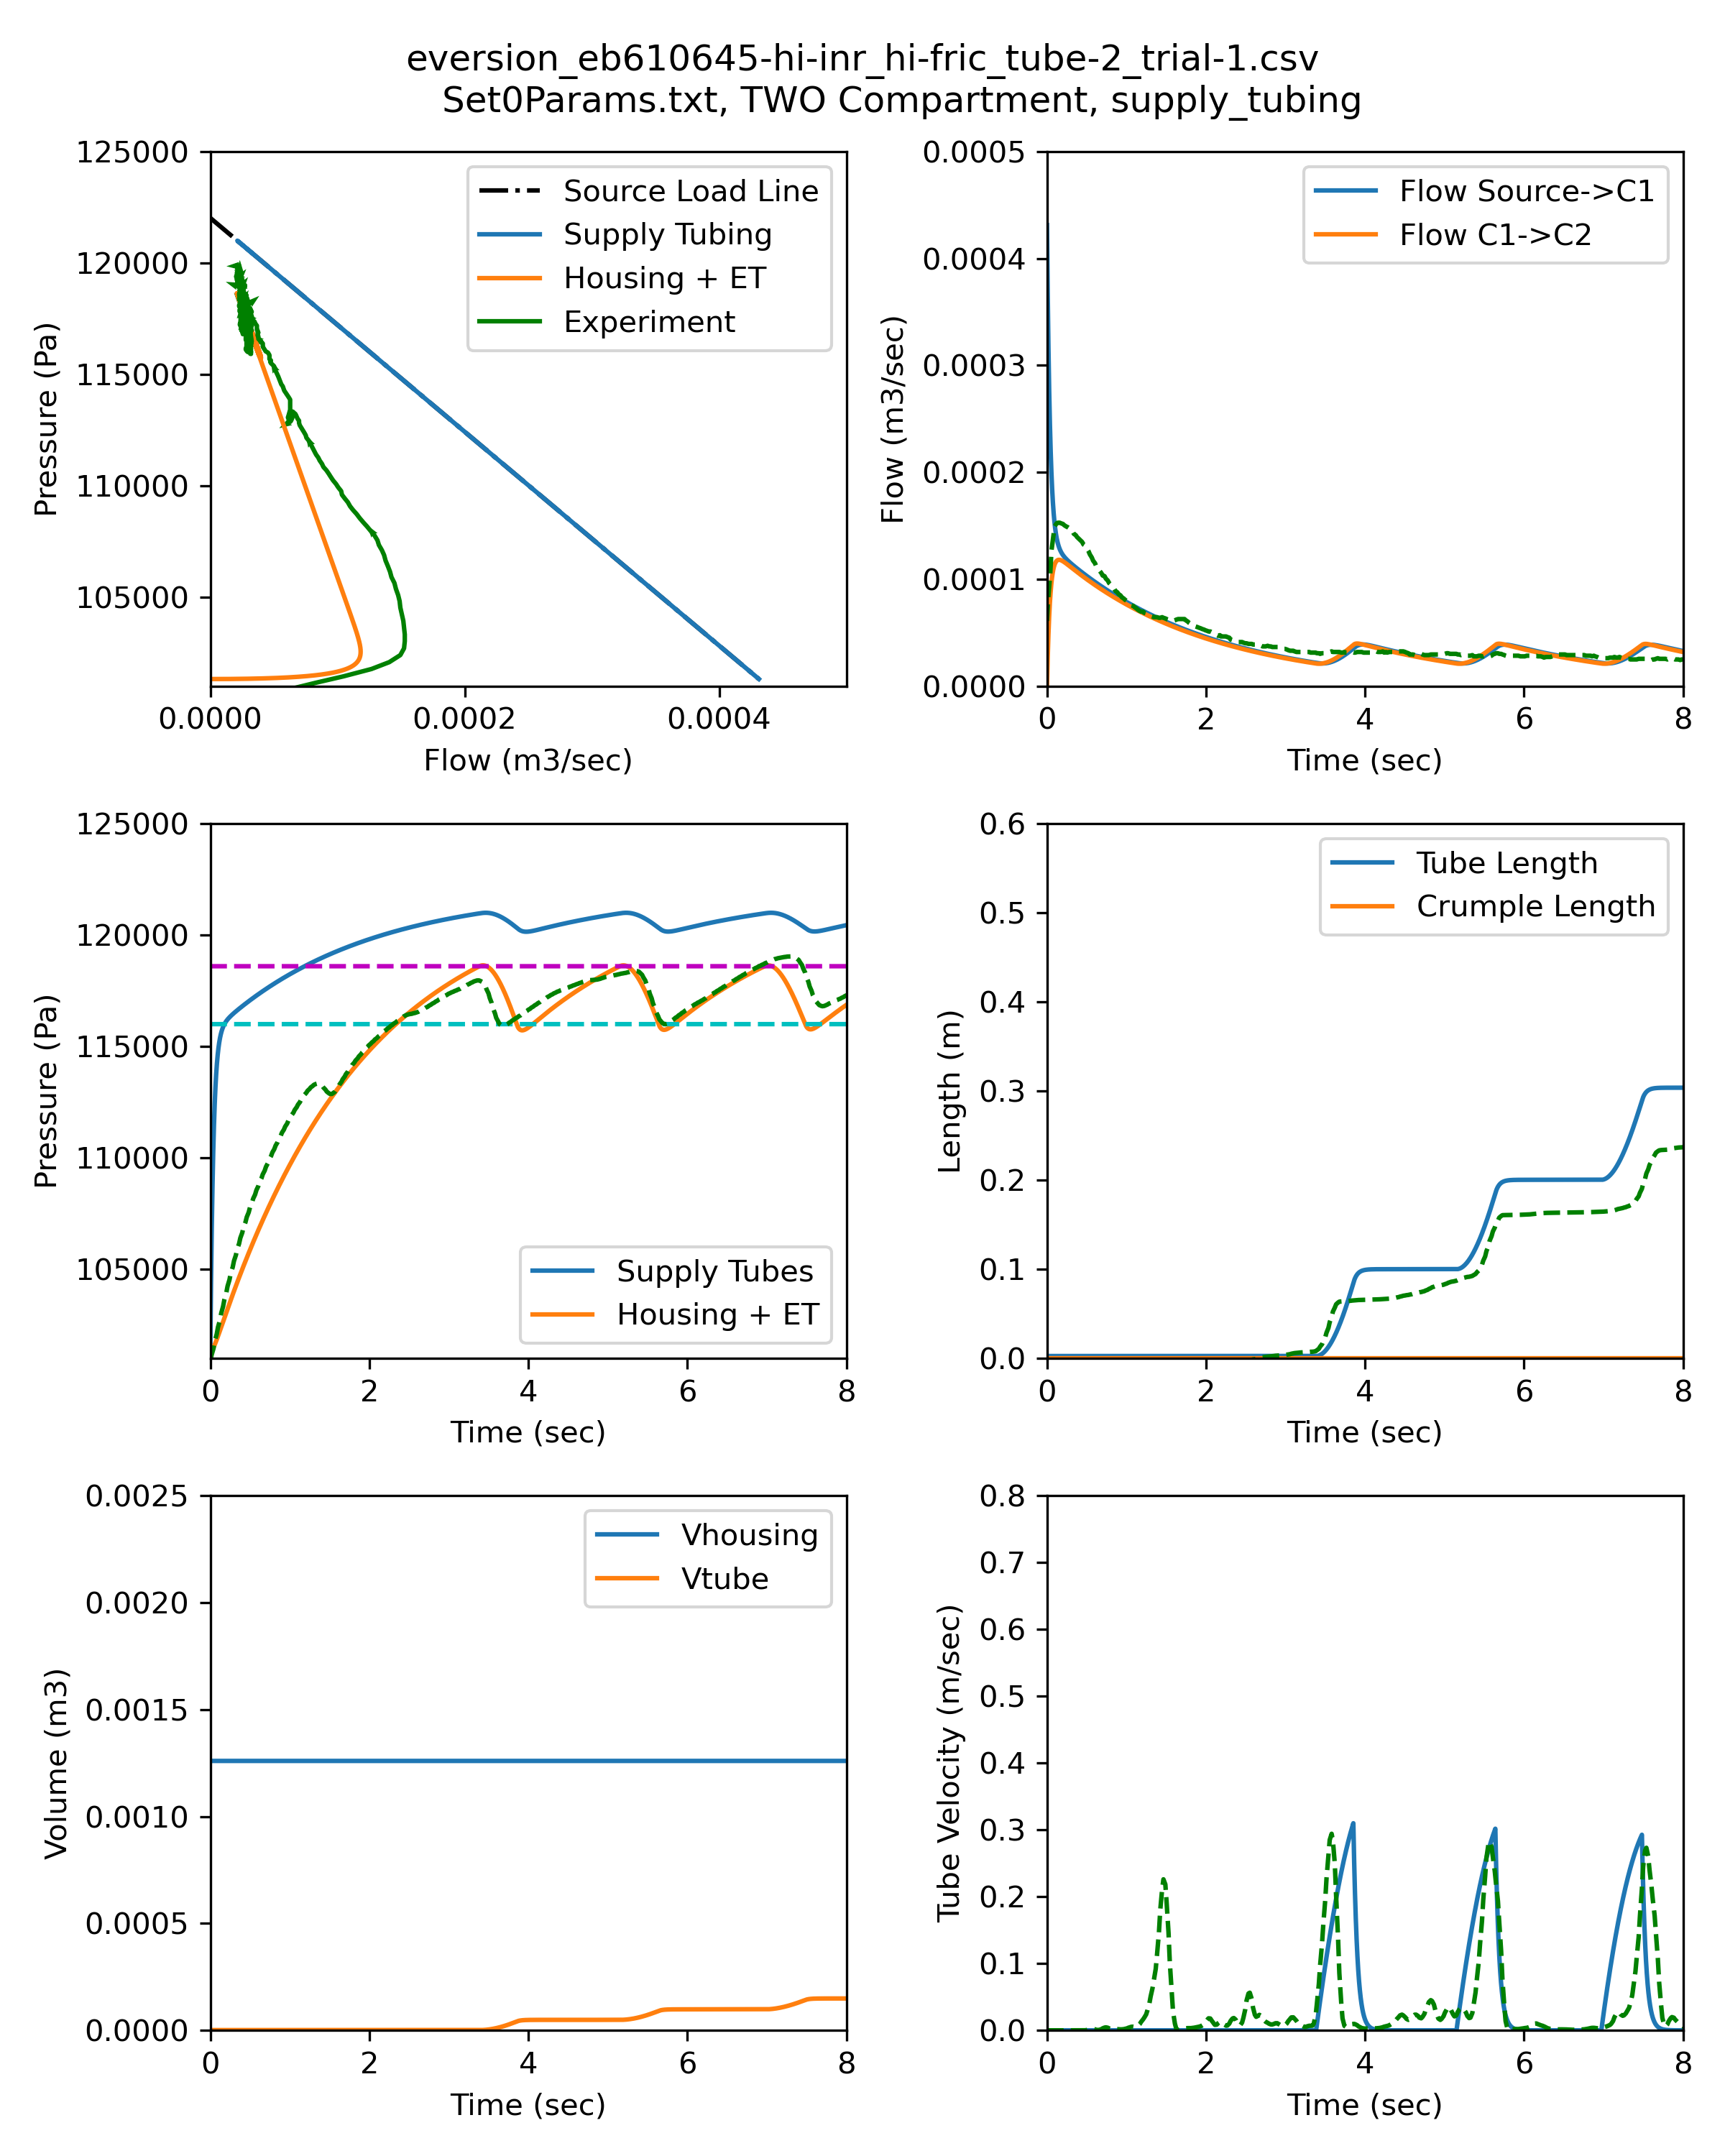 eversion_eb610645-hi-inr_hi-fric_tube-2_trial-1.csv
Set0Params.txt, TWO Compartment, supply_tubing
125000
120000
115000
110000
105000
Pressure (Pa)
0.0000
0.0002
0.0004
Flow (m3/sec)
Source Load Line
Supply Tubing
Housing + ET
Experiment
0.0005
0.0004
0.0003
0.0002
0.0001
0.0000
Flow (m3/sec)
0
2
4
6
8
Time (sec)
Flow Source->C1
Flow C1->C2
125000
120000
115000
110000
105000
Pressure (Pa)
0
2
4
6
8
Time (sec)
Supply Tubes
Housing + ET
0.6
0.5
0.4
0.3
0.2
0.1
0.0
Length (m)
0
2
4
6
8
Time (sec)
Tube Length
Crumple Length
0.0025
0.0020
0.0015
0.0010
0.0005
0.0000
Volume (m3)
0
2
4
6
8
Time (sec)
Vhousing
Vtube
0.8
0.7
0.6
0.5
0.4
0.3
0.2
0.1
0.0
Tube Velocity (m/sec)
0
2
4
6
8
Time (sec)